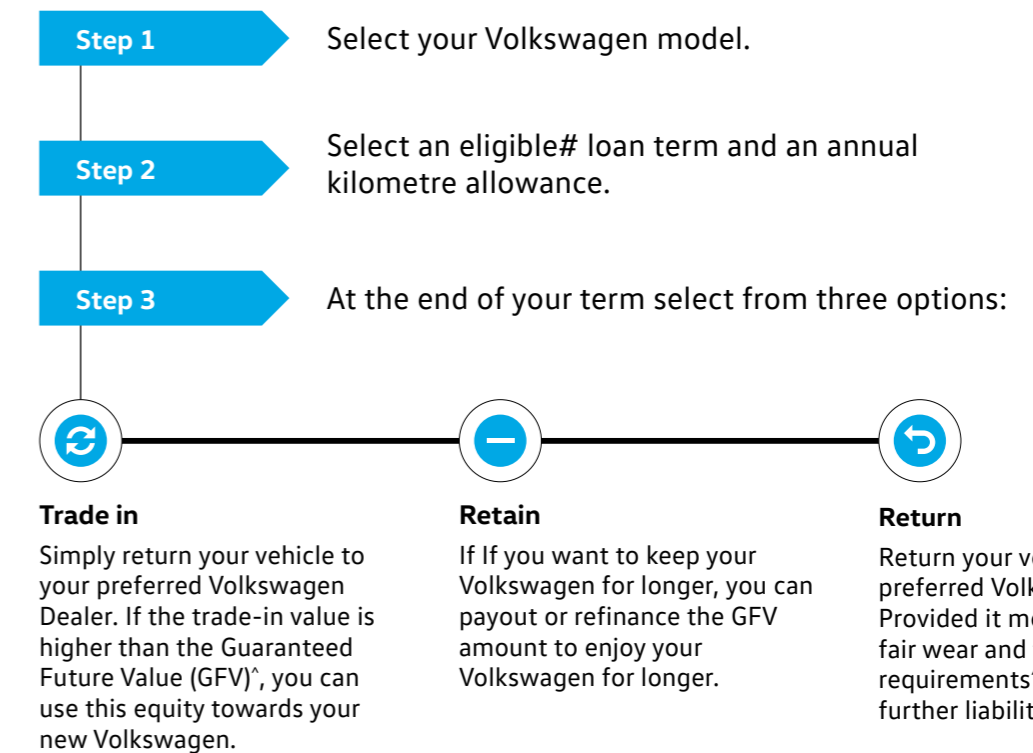 Step 1
Select your Volkswagen model.
Step 2
Select an eligible# loan term and an annual
kilometre allowance.
Step 3
At the end of your term select from three options:
Trade in
Simply return your vehicle to
your preferred Volkswagen
Dealer. If the trade-in value is
higher than the Guaranteed
Future Value (GFV)^, you can
use this equity towards your
new Volkswagen.
Retain
If If you want to keep your
Volkswagen for longer, you can
payout or refinance the GFV
amount to enjoy your
Volkswagen for longer.
Return
Return your
preferred
Provided it
fair wear and
requirements
further